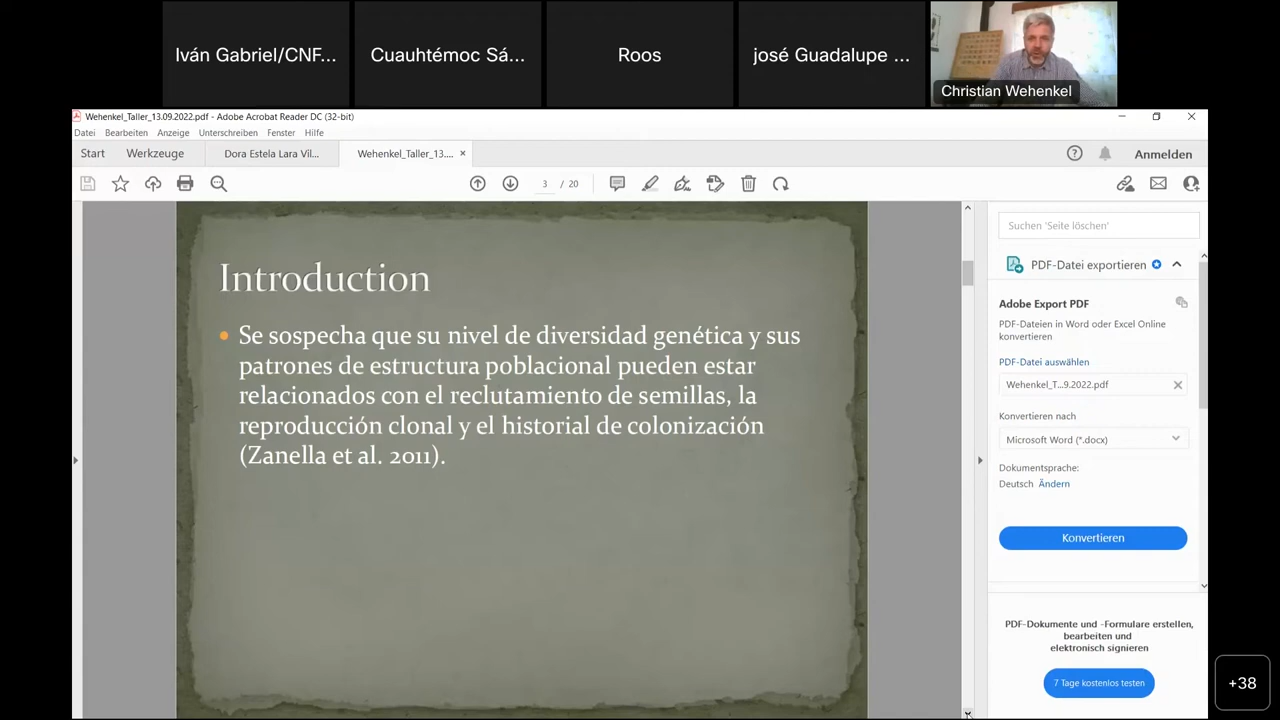 Iván Gabriel/CNF...
Cuauhtémoc Sá...
Roos
josé Guadalupe ...
Christian Wehenkel
Wehenkel_Taller_13.09.2022.pdf - Adobe Acrobat Reader DC (32-bit)
Datei Bearbeiten Anzeige Unterschreiben Fenster Hilfe
Start Werkzeuge Dora Estela Lara Vil... Wehenkel_Taller_13....
Anmelden
3 / 20
Introduction
Se sospecha que su nivel de diversidad genética y sus
patrones de estructura poblacional pueden estar
relacionados con el reclutamiento de semillas, la
reproducción clonal y el historial de colonización
(Zanella et al. 2011).
Suchen 'Seite löschen'
PDF-Datei exportieren
Adobe Export PDF
PDF-Dateien in Word oder Excel Online
konvertieren
PDF-Datei auswählen
Wehenkel_T...9.2022.pdf
Konvertieren nach
Microsoft Word (*.docx)
Dokumentsprache:
Deutsch Ändern
Konvertieren
PDF-Dokumente und -Formulare erstellen,
bearbeiten und
elektronisch signieren
7 Tage kostenlos testen
+38